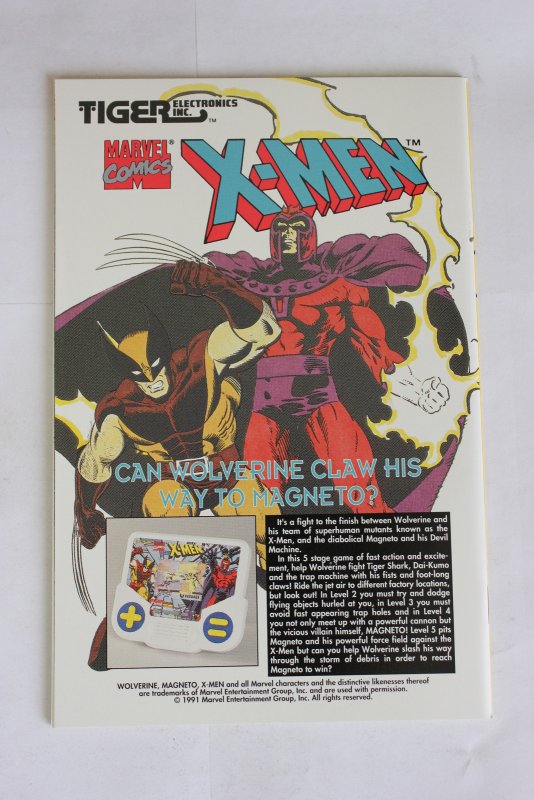 TIGER ELECTRONICS INC.™
MARVEL® COMICS
X-MEN™
CAN WOLVERINE CLAW HIS
WAY TO MAGNETO?
It's a fight to the finish between Wolverine and
his team of superhuman mutants known as the
X-Men, and the diabolical Magneto and his Devil
Machine.
In this 5 stage game of fast action and excite-
ment, help Wolverine fight Tiger Shark, Dai-Kumo
and the trap machine with his fists and foot-long
claws! Ride the jet air to different factory locations,
but look out! In Level 2 you must try and dodge
flying objects hurled at you, in Level 3 you must
avoid fast appearing trap holes and in Level 4
you not only meet up with a powerful cannon but
the vicious villain himself, MAGNETO! Level 5 pits
Magneto and his powerful force field against the
X-Men but can you help Wolverine slash his way
through the storm of debris in order to reach
Magneto to win?
X-MEN
WOLVERINE, MAGNETO, X-MEN and all Marvel characters and the distinctive likenesses thereof
are trademarks of Marvel Entertainment Group, Inc. and are used with permission.
© 1991 Marvel Entertainment Group, Inc. All rights reserved.